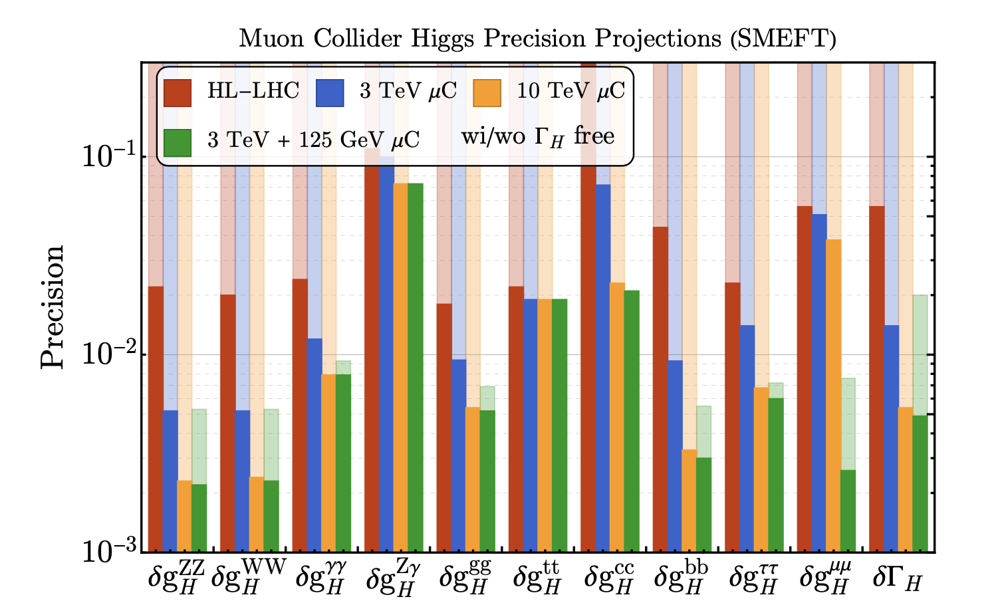 Muon Collider Higgs Precision Projections (SMEFT)
HL−LHC 3 TeV μC 10 TeV μC
3 TeV + 125 GeV μC wi/wo Γ_H free
Precision
10⁻¹
10⁻²
10⁻³
δg_H^ZZ δg_H^WW δg_H^γγ δg_H^Zγ δg_H^gg δg_H^tt δg_H^cc δg_H^bb δg_H^ττ δg_H^μμ δΓ_H